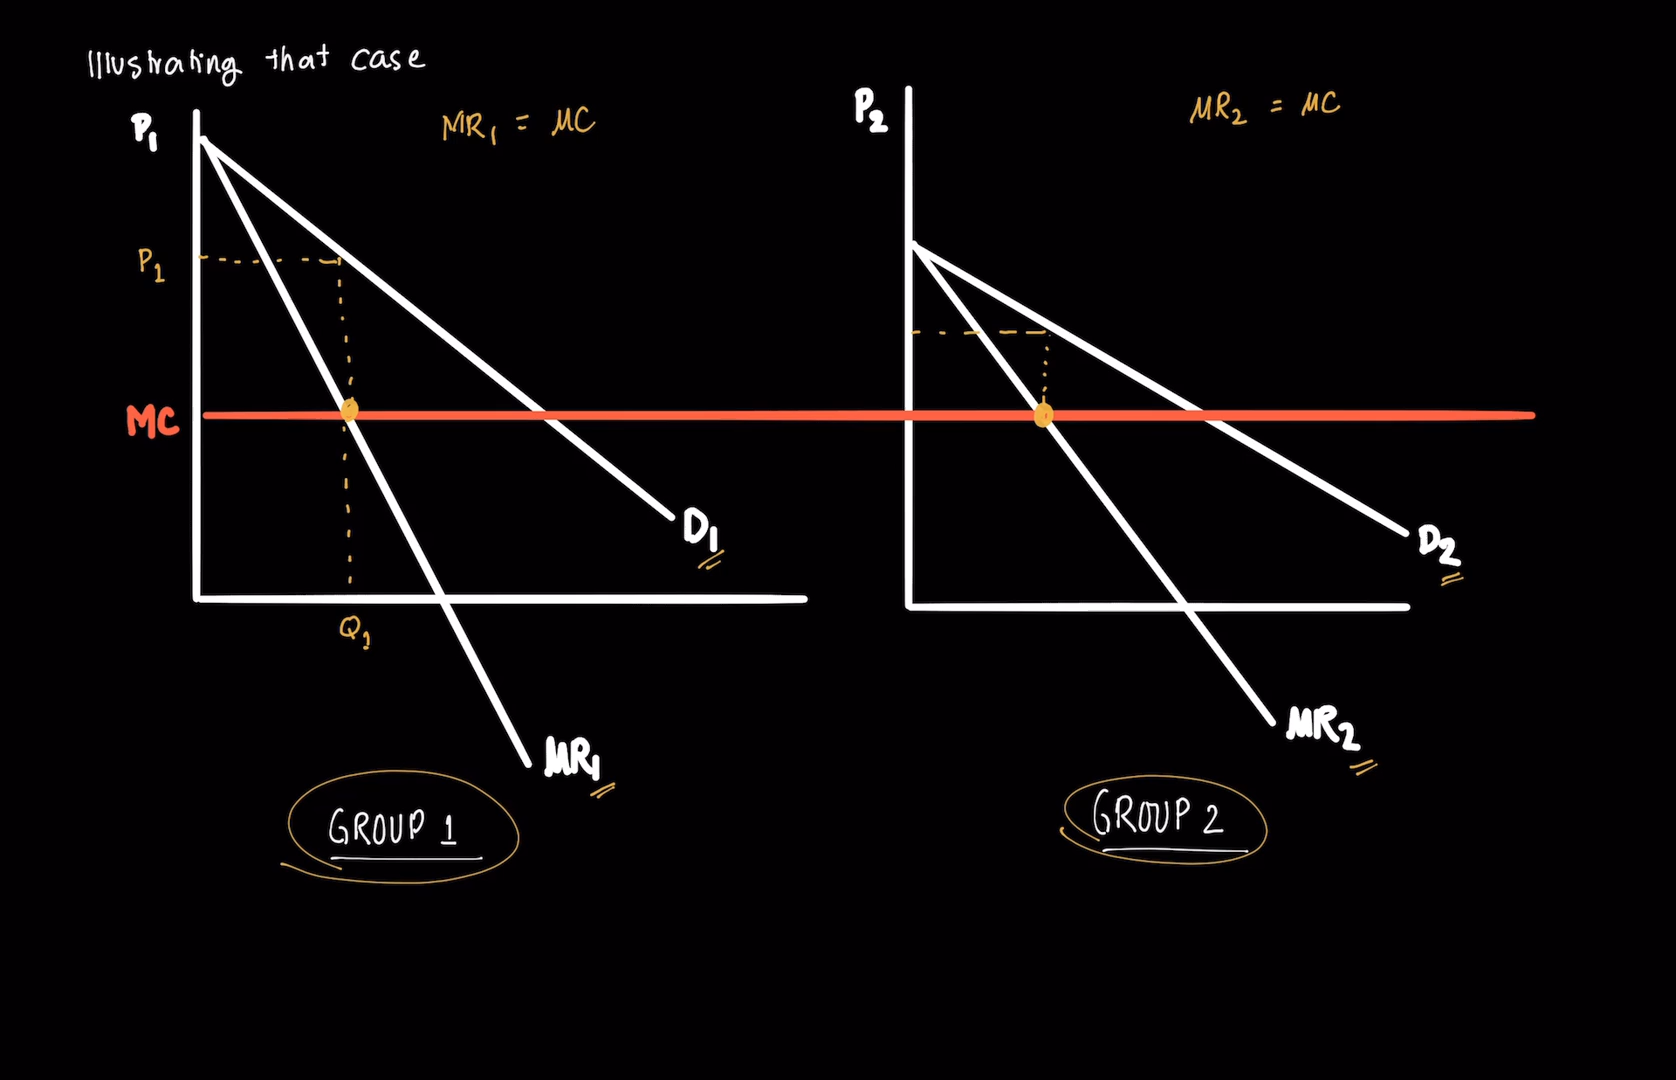 Illustrating that case
P1
MR1 = MC
P2
MR2 = MC
P1
MC
D1
D2
Q1
MR1
MR2
GROUP 1
GROUP 2